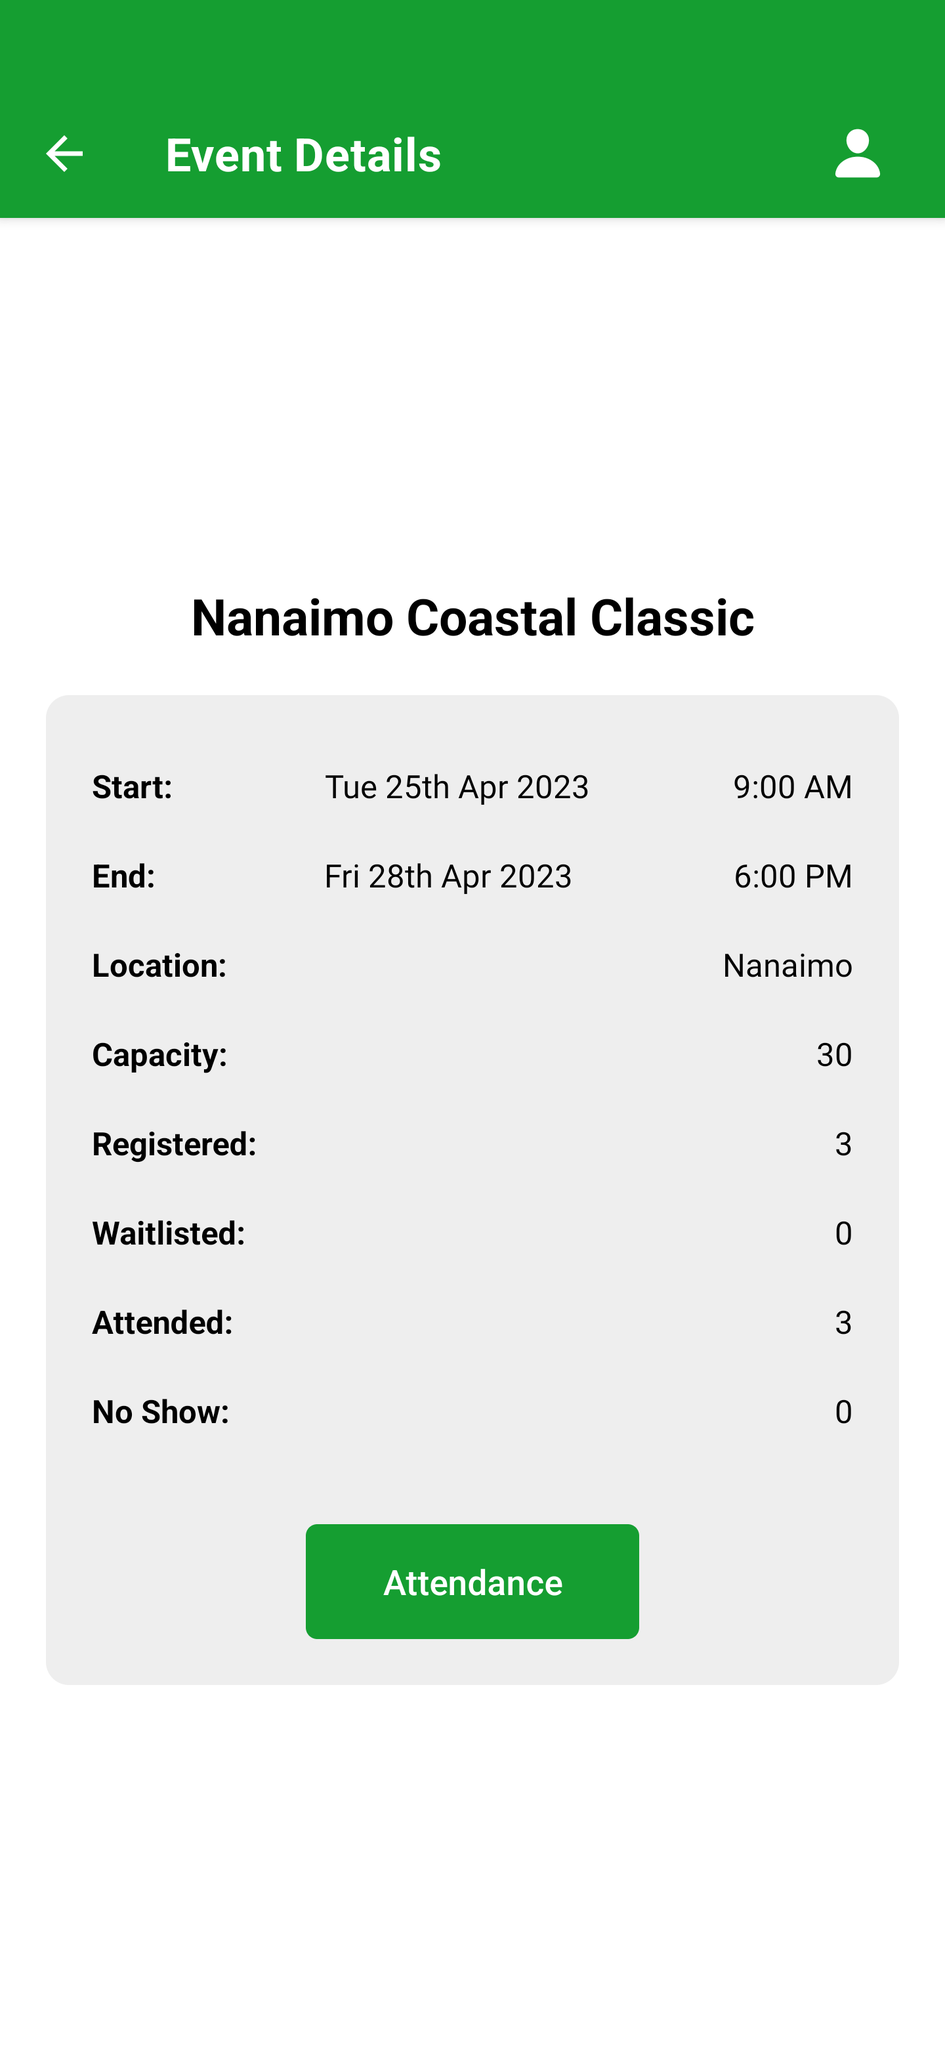 Event Details
Nanaimo Coastal Classic
Start: Tue 25th Apr 2023 9:00 AM
End: Fri 28th Apr 2023 6:00 PM
Location: Nanaimo
Capacity: 30
Registered: 3
Waitlisted: 0
Attended: 3
No Show: 0
Attendance